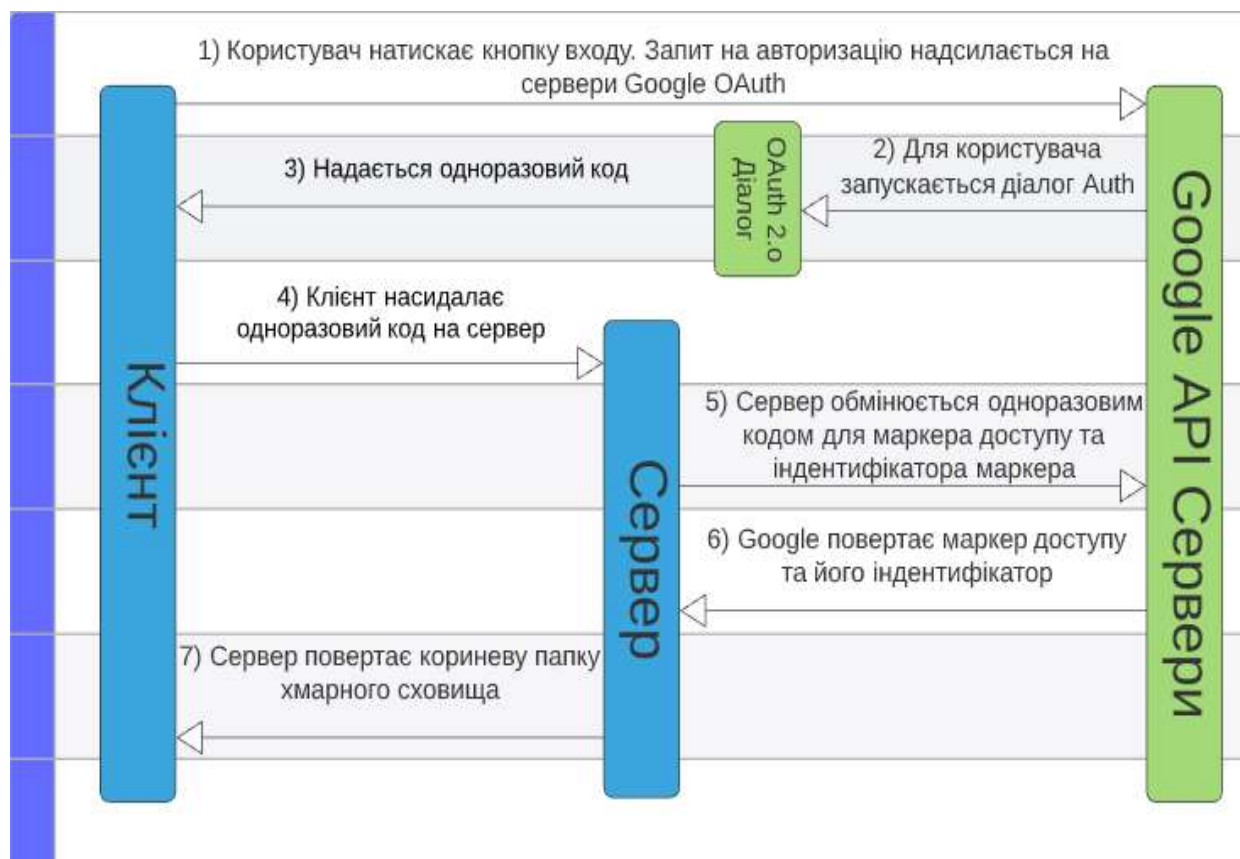 1) Користувач натискає кнопку входу. Запит на авторизацію надсилається на
сервери Google OAuth
2) Для користувача
запускається діалог Auth
OAuth 2.o
Діалог
3) Надається одноразовий код
4) Клієнт насидалає
одноразовий код на сервер
Клієнт
Сервер
Google API Сервери
5) Сервер обмінюється одноразовим
кодом для маркера доступу та
індентифікатора маркера
6) Google повертає маркер доступу
та його індентифікатор
7) Сервер повертає кориневу папку
хмарного сховища